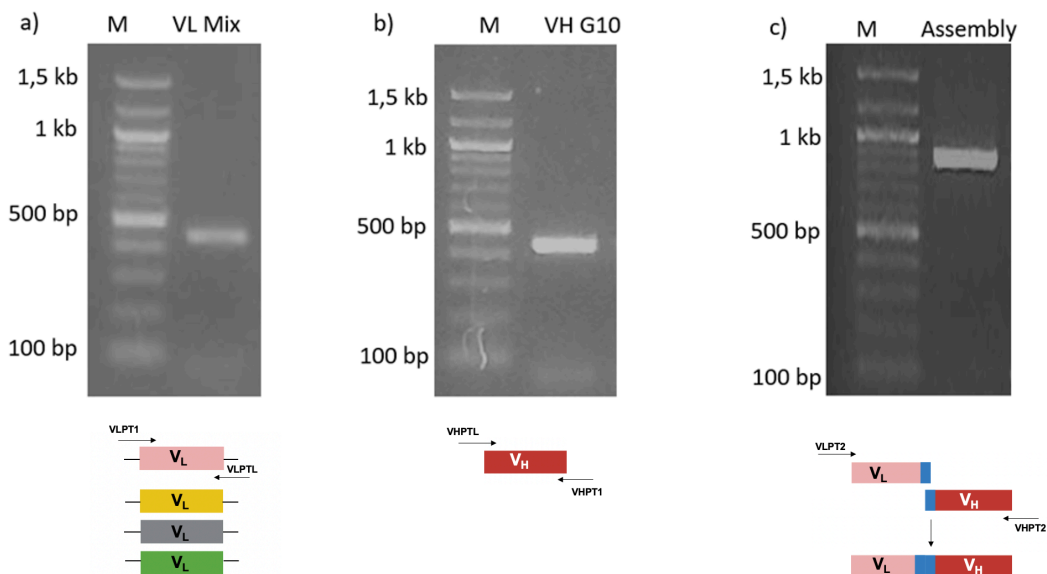 a)
M VL Mix
1,5 kb
1 kb
500 bp
100 bp
VLPT1
VL
VLPTL
VL
VL
VL
b)
M VH G10
1,5 kb
1 kb
500 bp
100 bp
VHPTL
VH
VHPT1
c)
M Assembly
1,5 kb
1 kb
500 bp
100 bp
VLPT2
VL
VH
VHPT2
VL VH